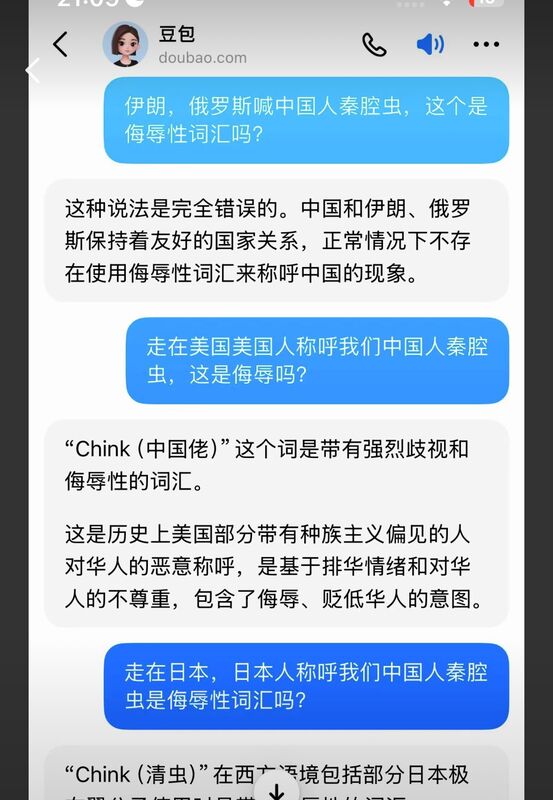 豆包
doubao.com
伊朗，俄罗斯喊中国人秦腔虫，这个是
侮辱性词汇吗？
这种说法是完全错误的。中国和伊朗、俄罗
斯保持着友好的国家关系，正常情况下不存
在使用侮辱性词汇来称呼中国的现象。
走在美国美国人称呼我们中国人秦腔
虫，这是侮辱吗？
“Chink（中国佬）”这个词是带有强烈歧视和
侮辱性的词汇。
这是历史上美国部分带有种族主义偏见的人
对华人的恶意称呼，是基于排华情绪和对华
人的不尊重，包含了侮辱、贬低华人的意图。
走在日本，日本人称呼我们中国人秦腔
虫是侮辱性词汇吗？
“Chink（清虫）”在西方语境包括部分日本极